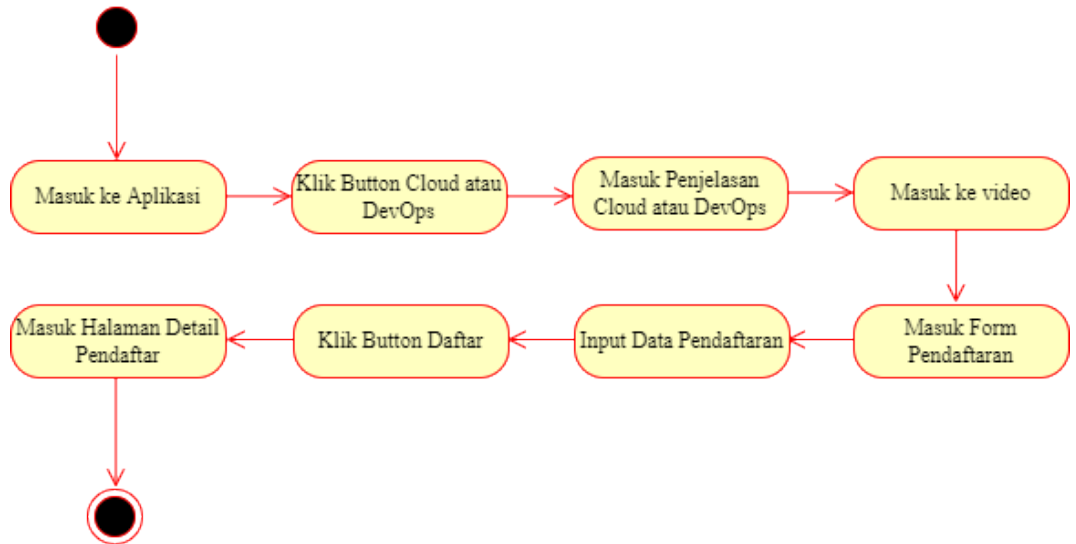 Masuk ke Aplikasi
Klik Button Cloud atau
DevOps
Masuk Penjelasan
Cloud atau DevOps
Masuk ke video
Masuk Form
Pendaftaran
Input Data Pendaftaran
Klik Button Daftar
Masuk Halaman Detail
Pendaftar